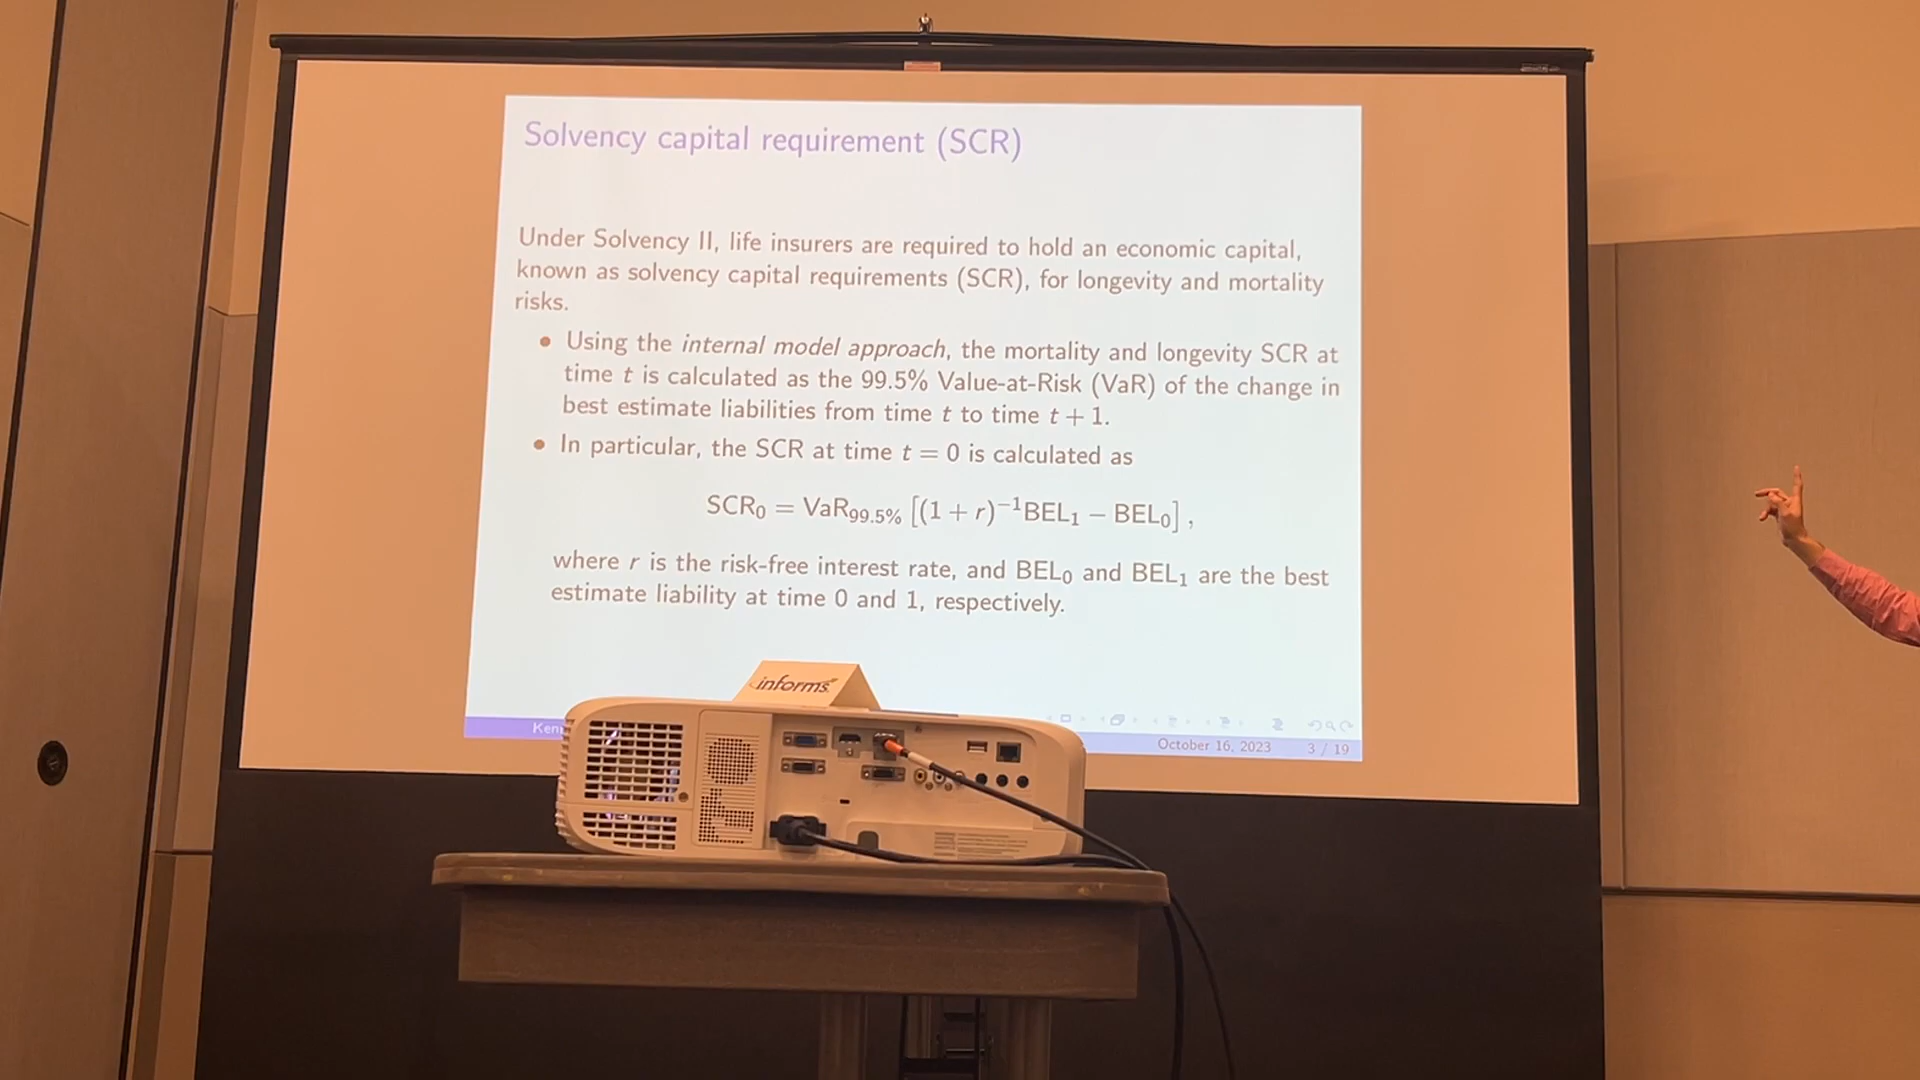 Solvency capital requirement (SCR)
Under Solvency II, life insurers are required to hold an economic capital,
known as solvency capital requirements (SCR), for longevity and mortality
risks.
• Using the internal model approach, the mortality and longevity SCR at
time t is calculated as the 99.5% Value-at-Risk (VaR) of the change in
best estimate liabilities from time t to time t + 1.
• In particular, the SCR at time t = 0 is calculated as
SCR₀ = VaR₉₉.₅% [(1 + r)⁻¹BEL₁ − BEL₀] ,
where r is the risk-free interest rate, and BEL₀ and BEL₁ are the best
estimate liability at time 0 and 1, respectively.
informs
October 16, 2023 3 / 19